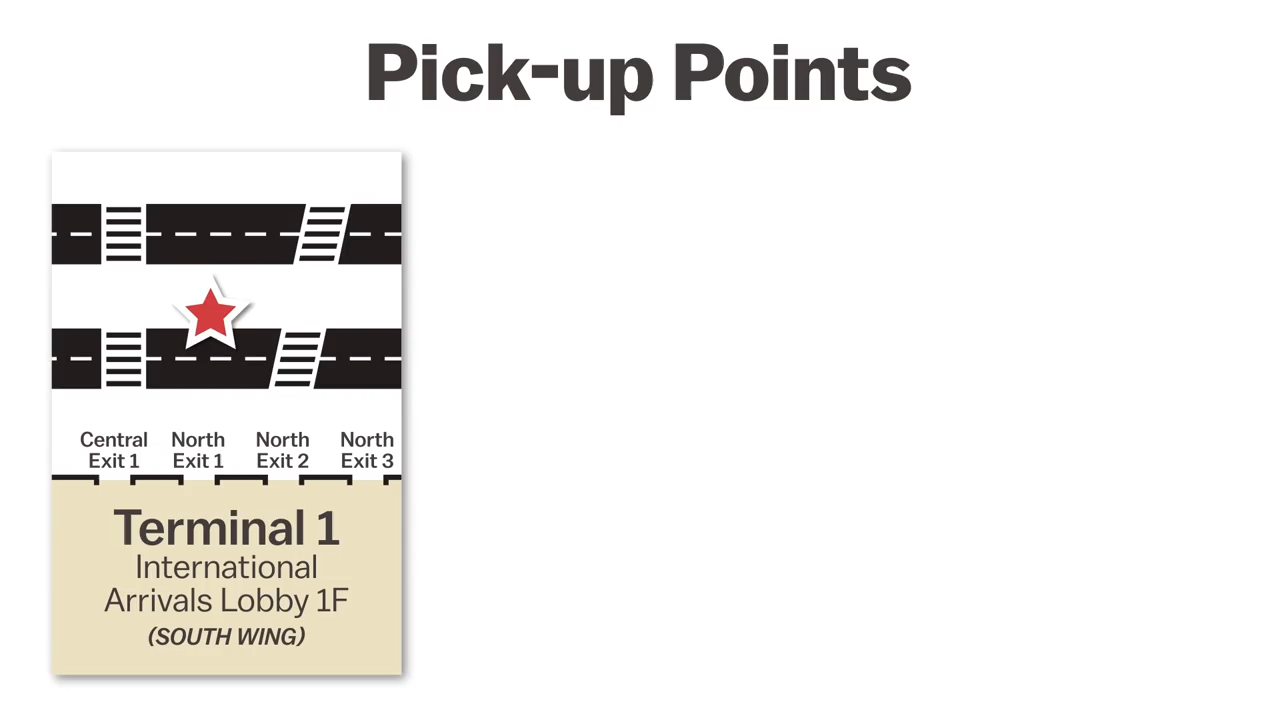 Pick-up Points
Central
Exit 1
North
Exit 1
North
Exit 2
North
Exit 3
Terminal 1
International
Arrivals Lobby 1F
(SOUTH WING)